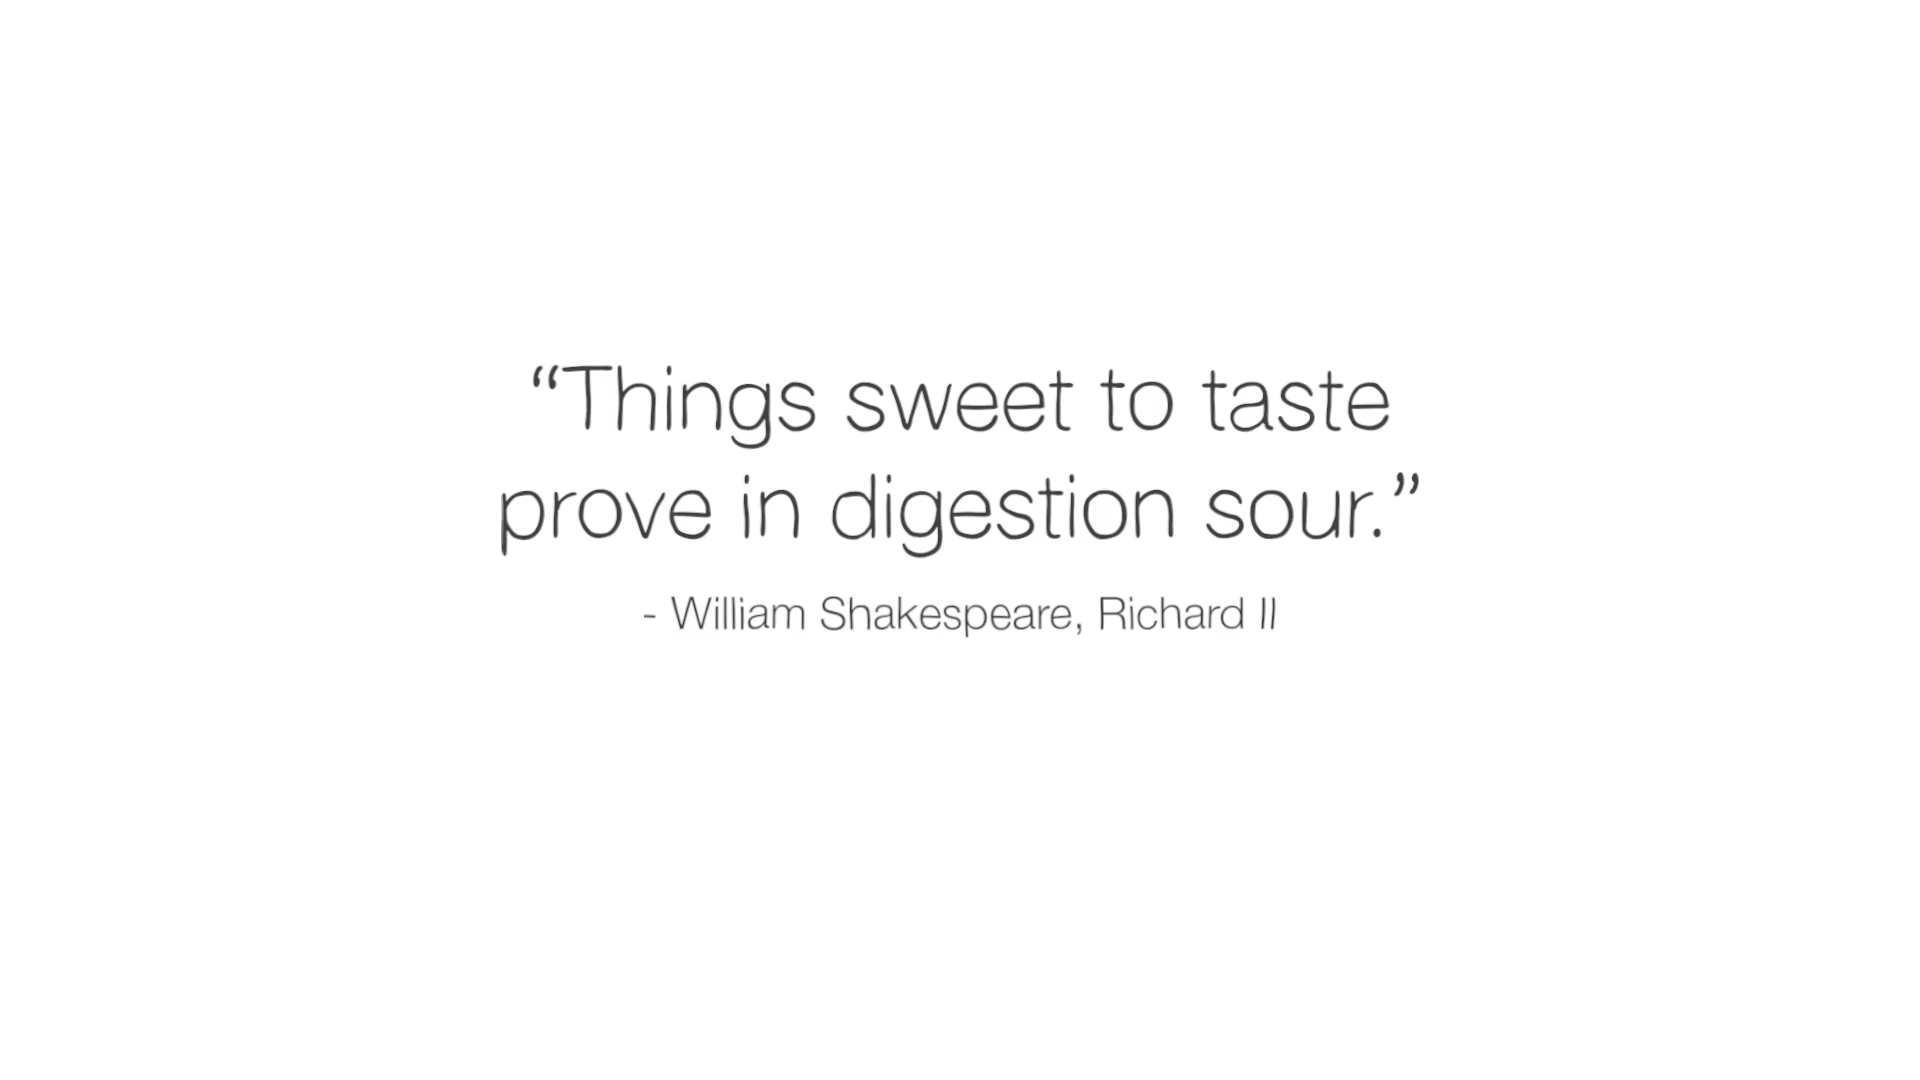 “Things sweet to taste
prove in digestion sour.”
- William Shakespeare, Richard II